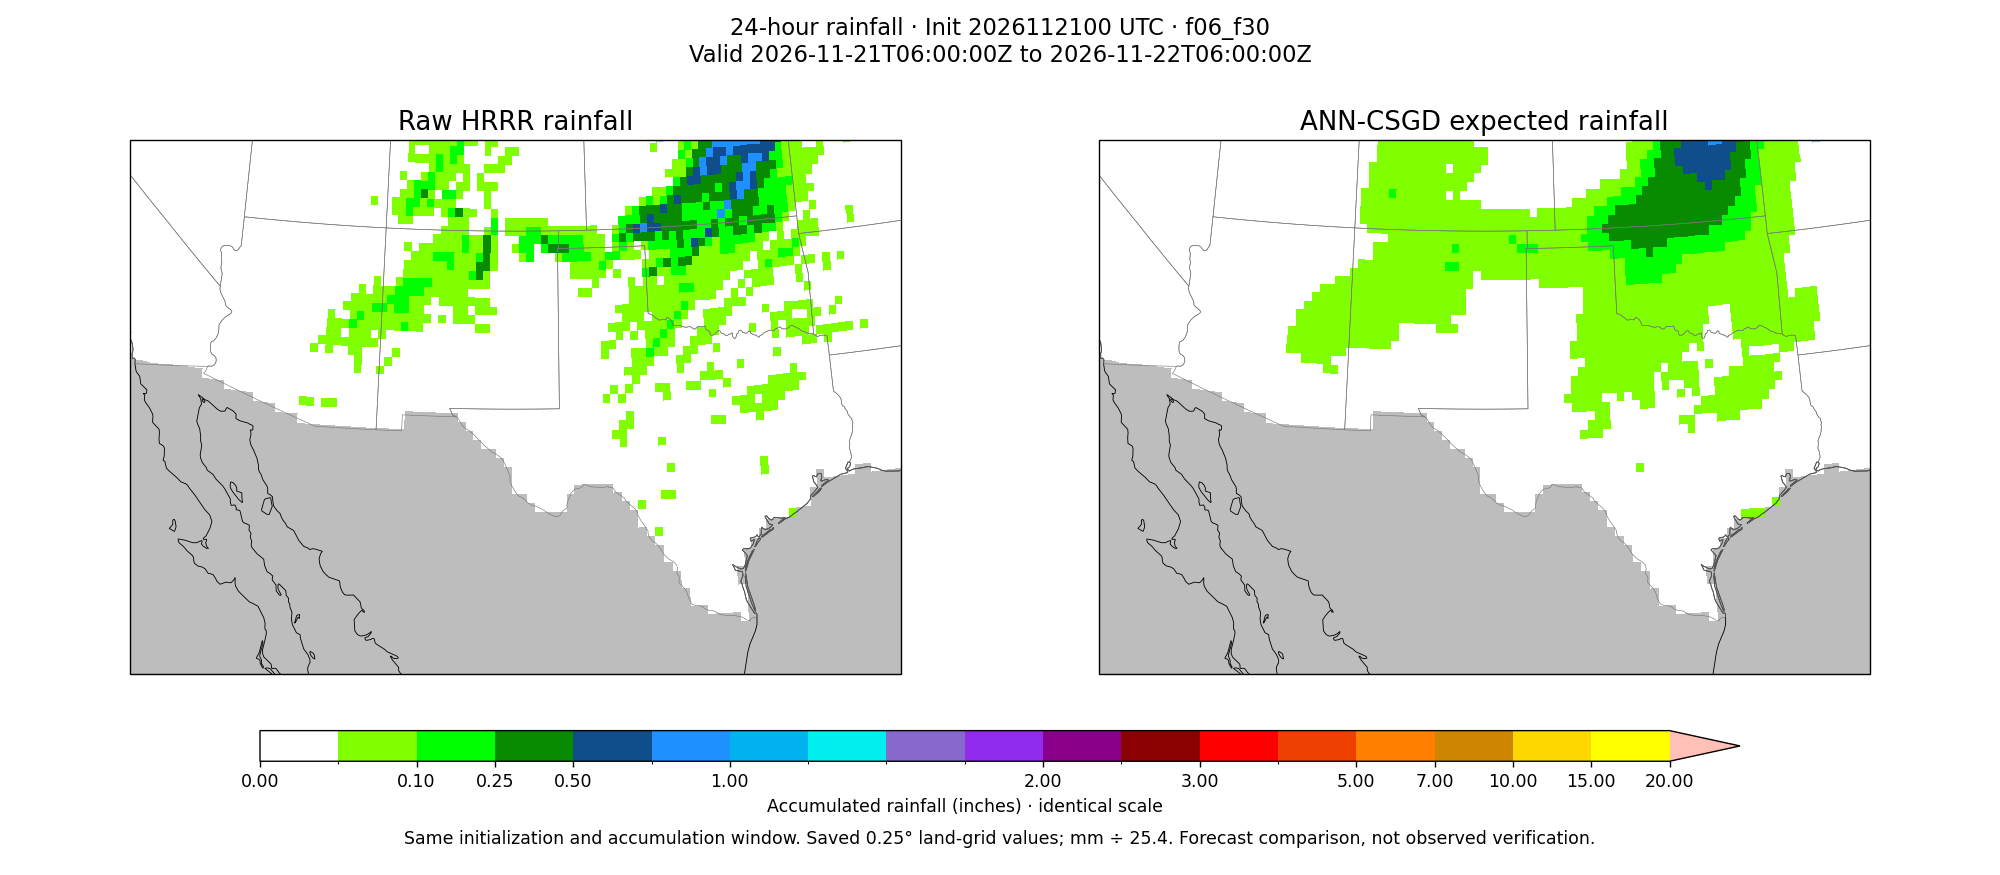 24-hour rainfall · Init 2026112100 UTC · f06_f30
Valid 2026-11-21T06:00:00Z to 2026-11-22T06:00:00Z
Raw HRRR rainfall
ANN-CSGD expected rainfall
0.00 0.10 0.25 0.50 1.00 2.00 3.00 5.00 7.00 10.00 15.00 20.00
Accumulated rainfall (inches) · identical scale
Same initialization and accumulation window. Saved 0.25° land-grid values; mm ÷ 25.4. Forecast comparison, not observed verification.